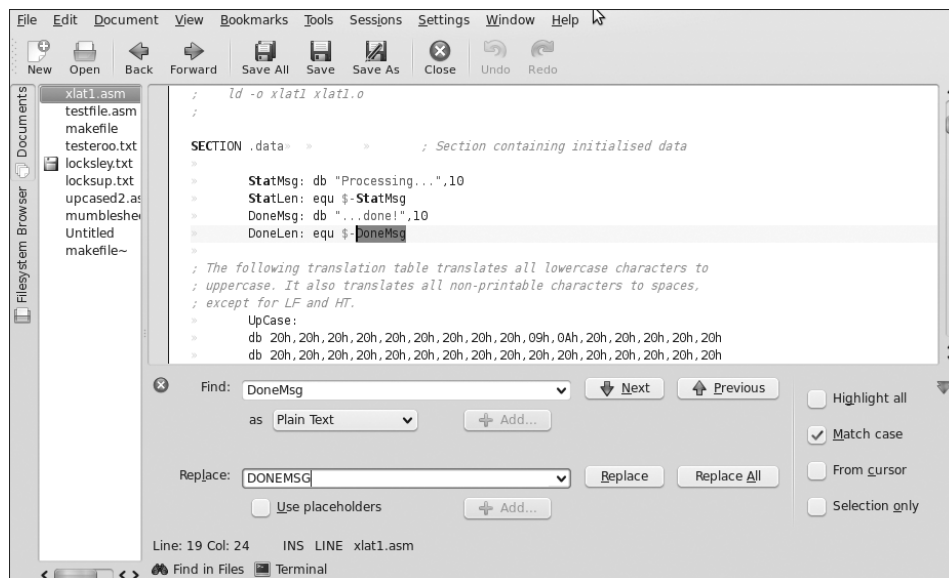 File Edit Document View Bookmarks Tools Sessions Settings Window Help
New Open Back Forward Save All Save Save As Close Undo Redo
Documents
Filesystem Browser
xlat1.asm
testfile.asm
makefile
testeroo.txt
locksley.txt
locksup.txt
upcased2.as
mumbleshe
Untitled
makefile~
; ld -o xlat1 xlat1.o
;
SECTION .data» » » ; Section containing initialised data
»
» StatMsg: db "Processing...",10
» StatLen: equ $-StatMsg
» DoneMsg: db "...done!",10
» DoneLen: equ $-DoneMsg
»
; The following translation table translates all lowercase characters to
; uppercase. It also translates all non-printable characters to spaces,
; except for LF and HT.
» UpCase:
» db 20h,20h,20h,20h,20h,20h,20h,20h,20h,09h,0Ah,20h,20h,20h,20h,20h
» db 20h,20h,20h,20h,20h,20h,20h,20h,20h,20h,20h,20h,20h,20h,20h,20h
Find: DoneMsg Next Previous
as Plain Text Add...
Replace: DONEMSG Replace Replace All
Use placeholders Add...
Highlight all
Match case
From cursor
Selection only
Line: 19 Col: 24 INS LINE xlat1.asm
Find in Files Terminal